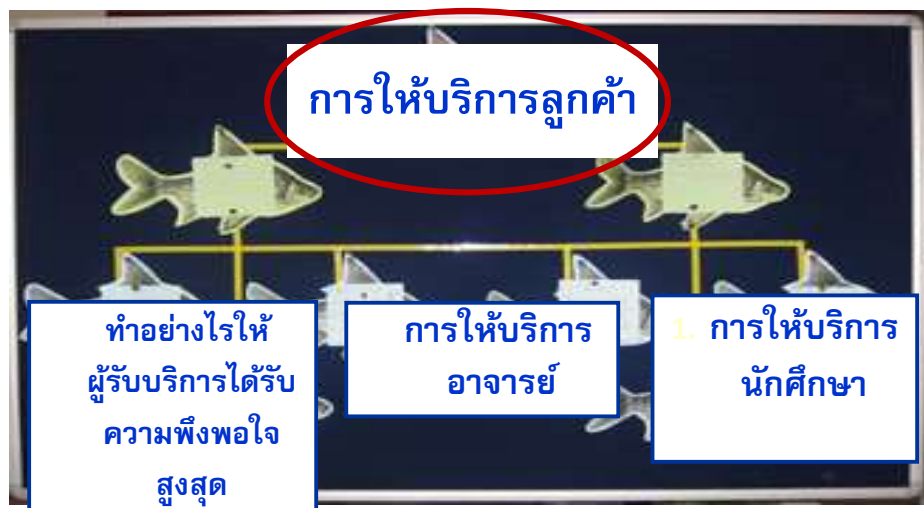 การให้บริการลูกค้า
ทำอย่างไรให้
ผู้รับบริการได้รับ
ความพึงพอใจ
สูงสุด
การให้บริการ
อาจารย์
1. การให้บริการ
นักศึกษา